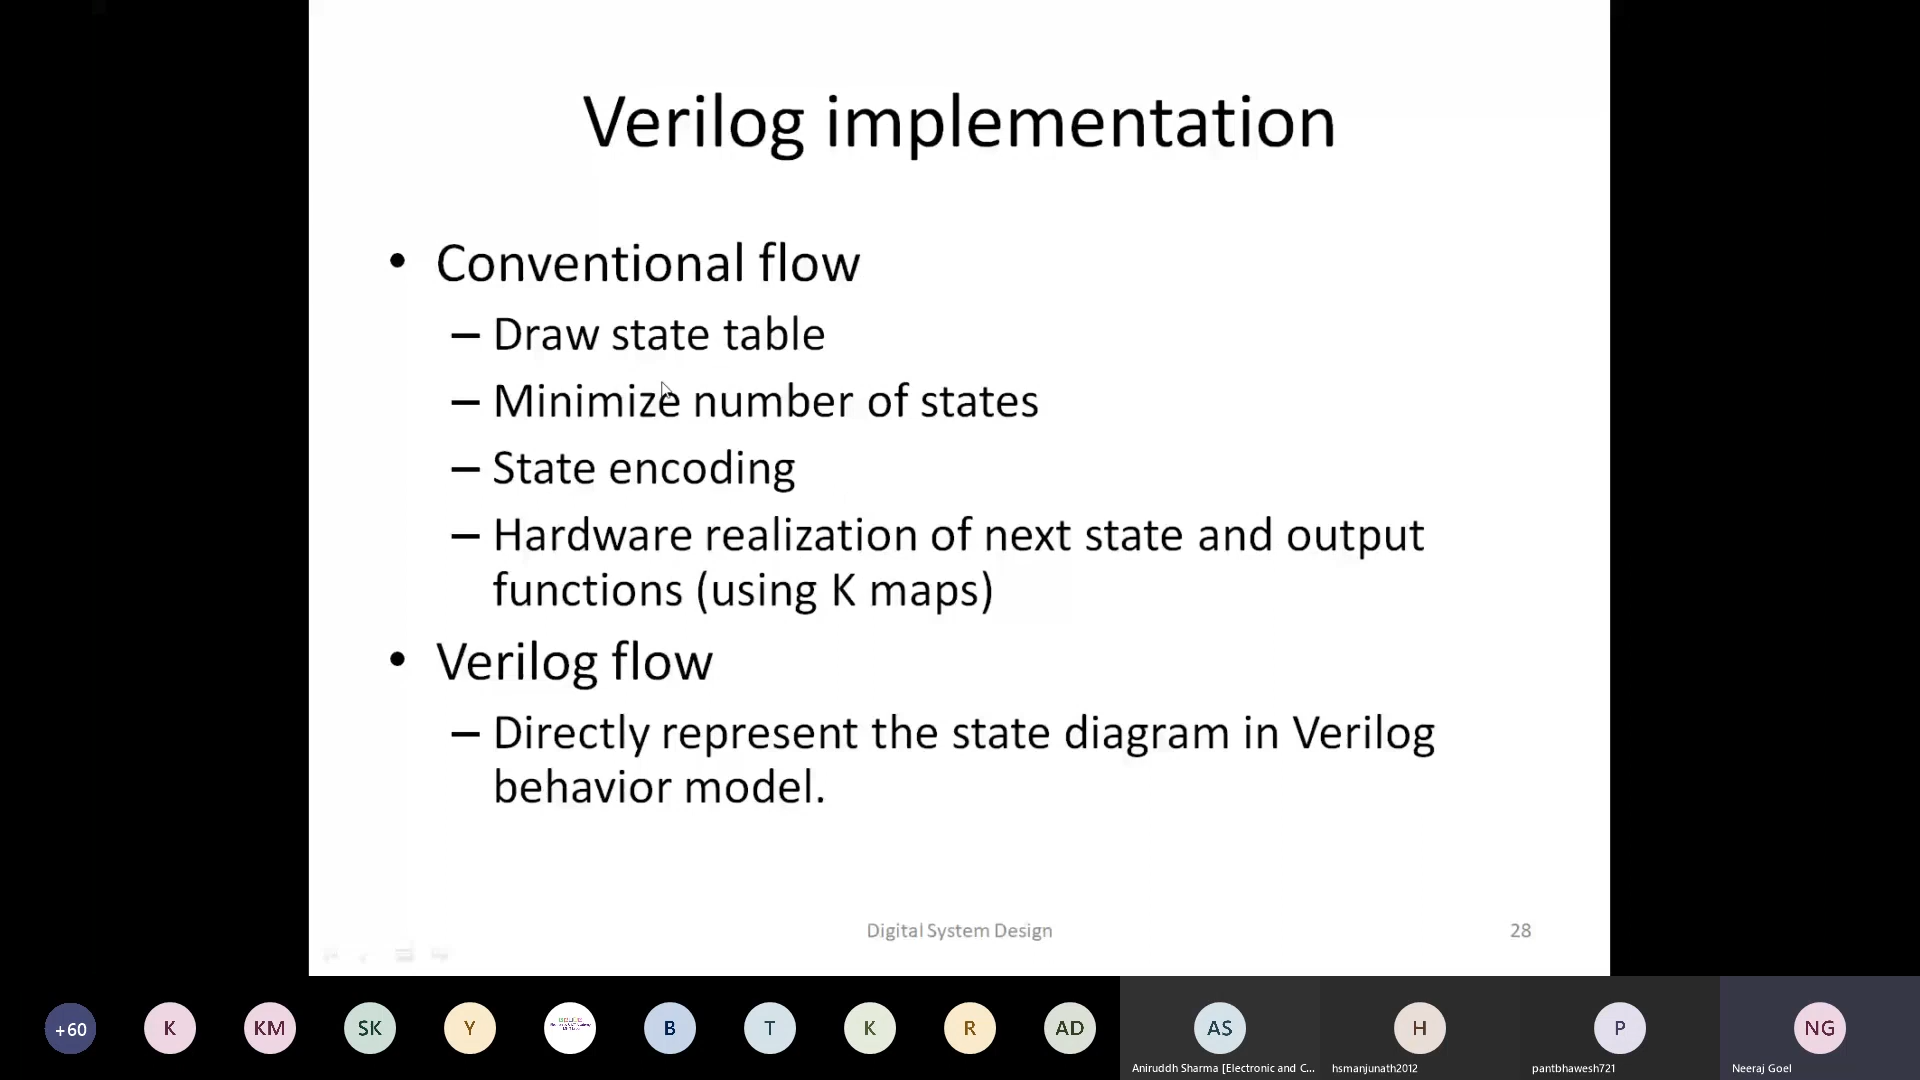 Verilog implementation
• Conventional flow
– Draw state table
– Minimize number of states
– State encoding
– Hardware realization of next state and output
functions (using K maps)
• Verilog flow
– Directly represent the state diagram in Verilog
behavior model.
Digital System Design
28
+60
K
KM
SK
Y
B
T
K
R
AD
AS
H
P
NG
Aniruddh Sharma [Electronic and C...
hsmanjunath2012
pantbhawesh721
Neeraj Goel